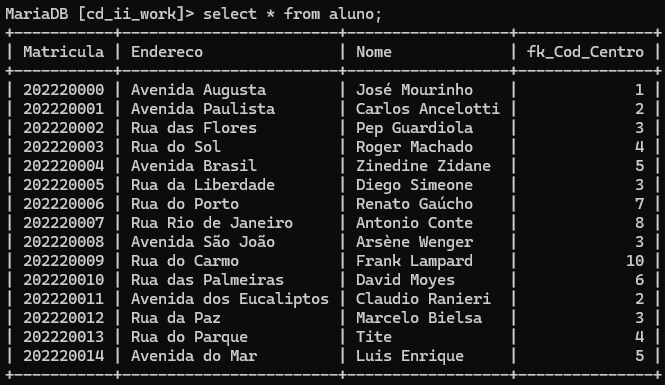 MariaDB [cd_ii_work]> select * from aluno;
+-----------+------------------------+-----------------+---------------+
| Matricula | Endereco               | Nome            | fk_Cod_Centro |
+-----------+------------------------+-----------------+---------------+
| 202220000 | Avenida Augusta        | José Mourinho   |             1 |
| 202220001 | Avenida Paulista       | Carlos Ancelotti |             2 |
| 202220002 | Rua das Flores         | Pep Guardiola   |             3 |
| 202220003 | Rua do Sol             | Roger Machado   |             4 |
| 202220004 | Avenida Brasil         | Zinedine Zidane |             5 |
| 202220005 | Rua da Liberdade       | Diego Simeone   |             3 |
| 202220006 | Rua do Porto           | Renato Gaúcho   |             7 |
| 202220007 | Rua Rio de Janeiro     | Antonio Conte   |             8 |
| 202220008 | Avenida São João       | Arsène Wenger   |             3 |
| 202220009 | Rua do Carmo           | Frank Lampard   |            10 |
| 202220010 | Rua das Palmeiras      | David Moyes     |             6 |
| 202220011 | Avenida dos Eucaliptos | Claudio Ranieri |             2 |
| 202220012 | Rua da Paz             | Marcelo Bielsa  |             3 |
| 202220013 | Rua do Parque          | Tite            |             4 |
| 202220014 | Avenida do Mar         | Luis Enrique    |             5 |
+-----------+------------------------+-----------------+---------------+